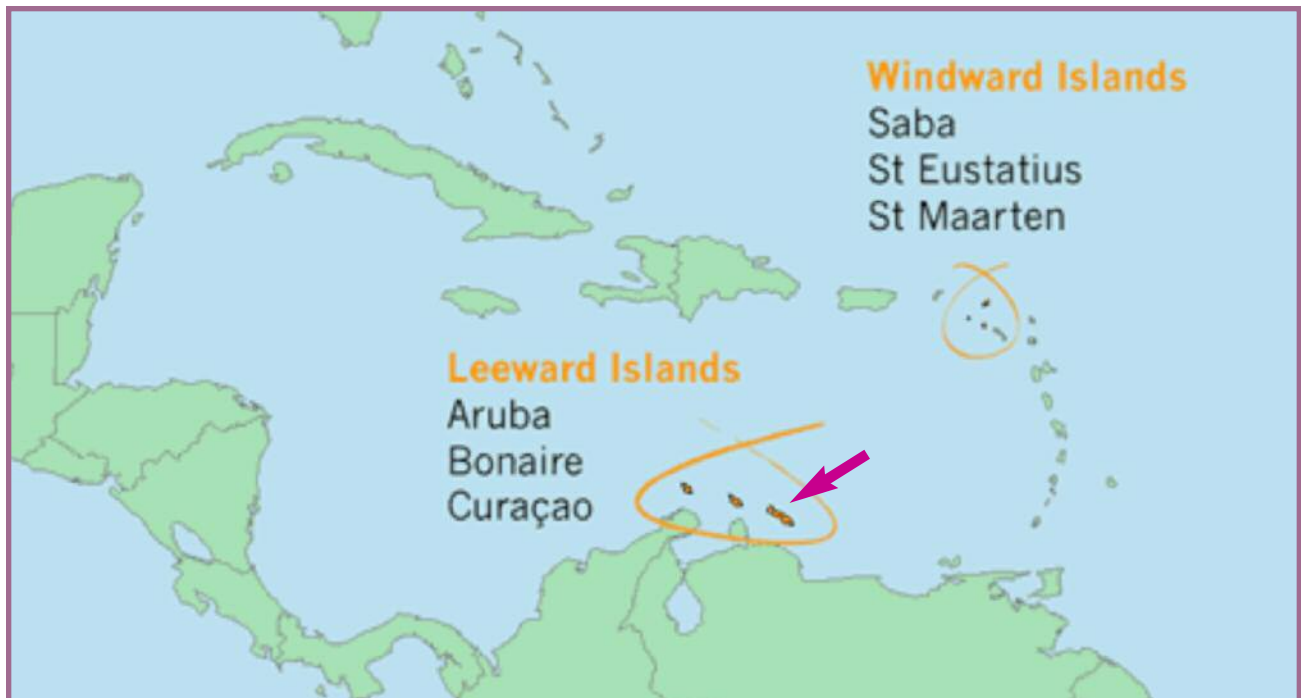 Windward Islands
Saba
St Eustatius
St Maarten
Leeward Islands
Aruba
Bonaire
Curaçao